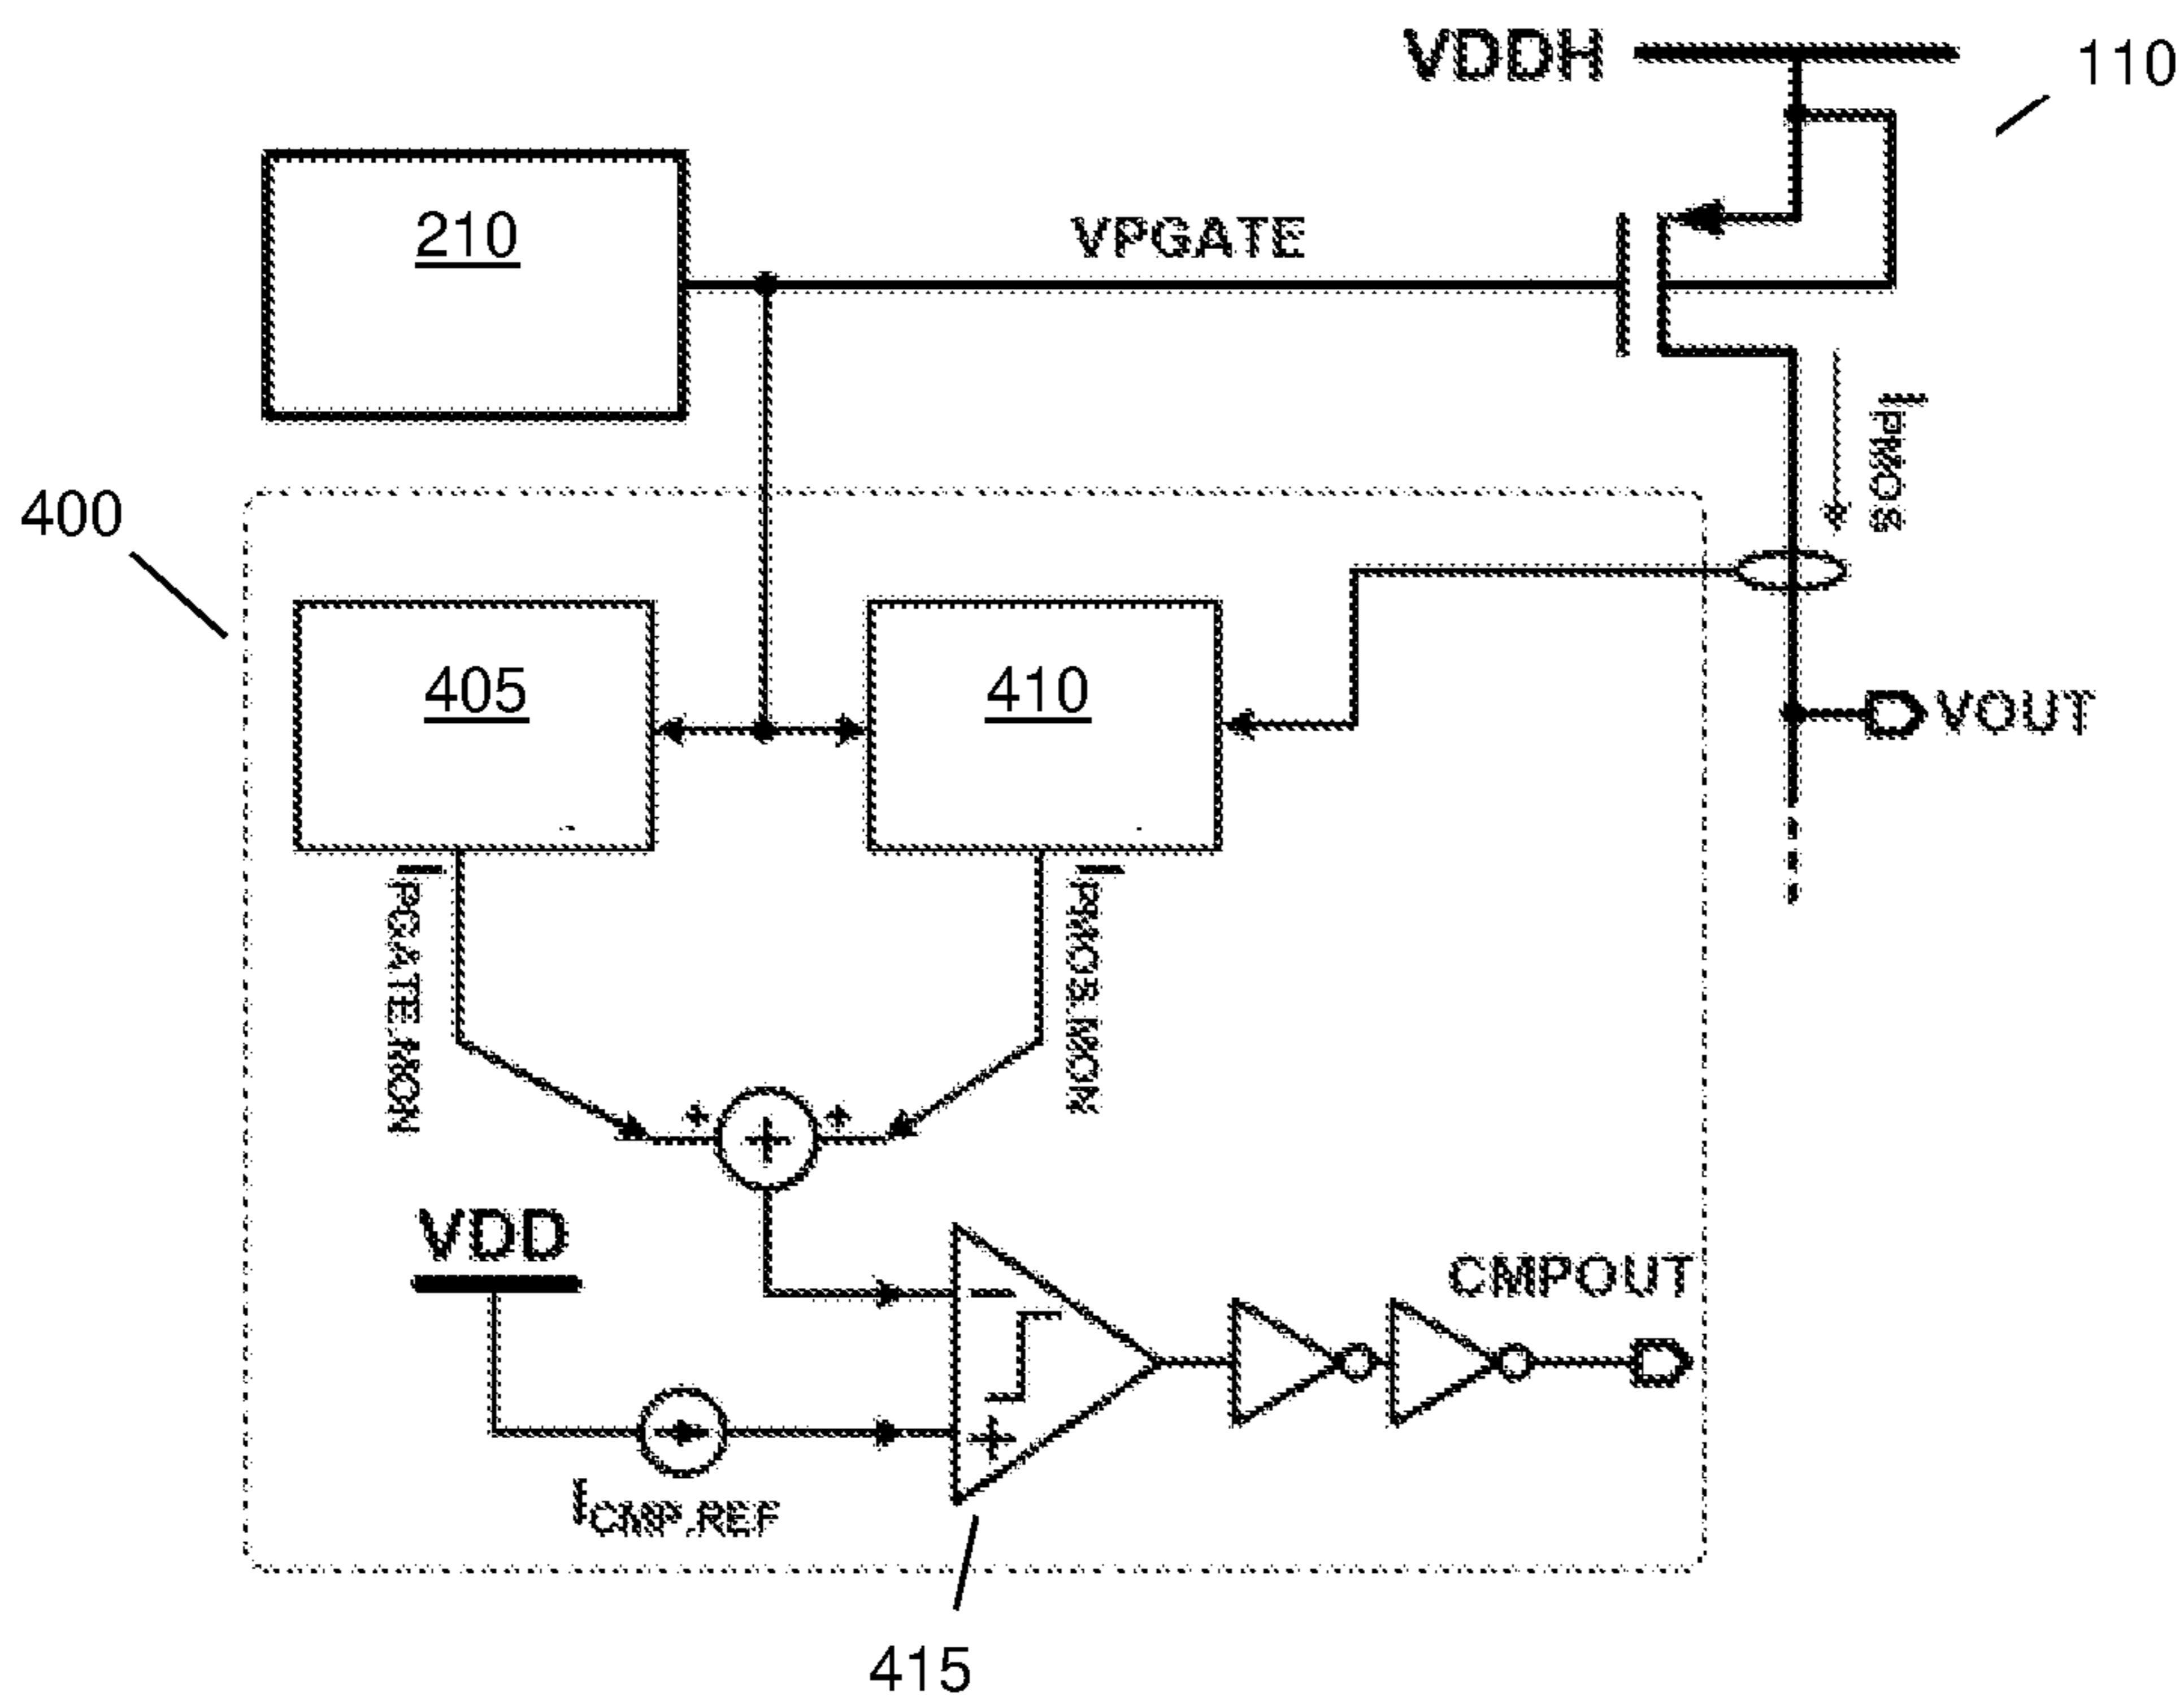 VDDH
110
210
VPGATE
IPMOS
400
405
410
VOUT
IPGATE.MON
IPMOS.MON
+ + +
VDD
CMPOUT
−
+
ICMP.REF
415